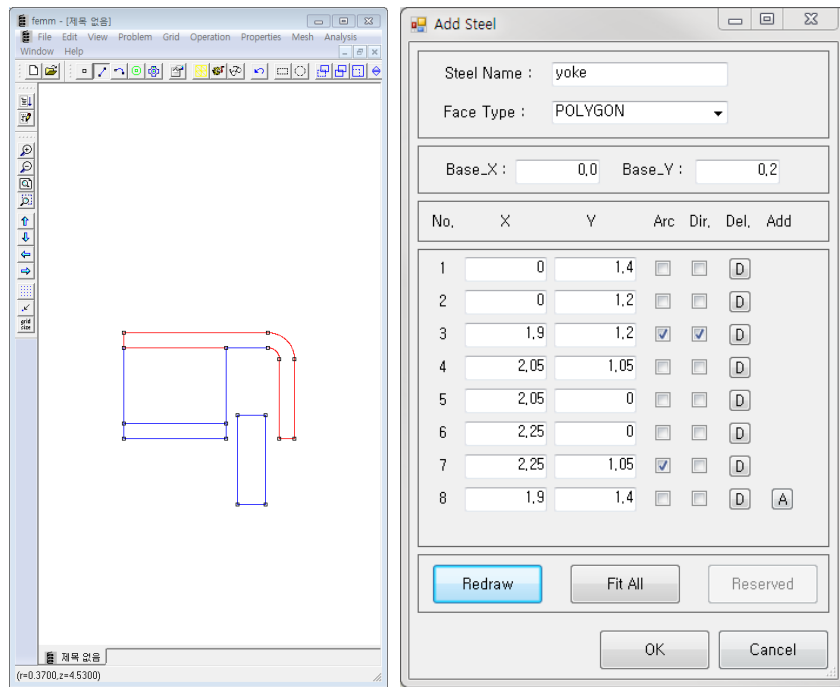 femm - [제목 없음]
File Edit View Problem Grid Operation Properties Mesh Analysis
Window Help
grid
size
제목 없음
(r=0.3700,z=4.5300)
Add Steel
Steel Name : yoke
Face Type : POLYGON
Base_X : 0,0 Base_Y : 0,2
No, X Y Arc Dir, Del, Add
1 0 1,4 D
2 0 1,2 D
3 1,9 1,2 D
4 2,05 1,05 D
5 2,05 0 D
6 2,25 0 D
7 2,25 1,05 D
8 1,9 1,4 D A
Redraw Fit All Reserved
OK Cancel